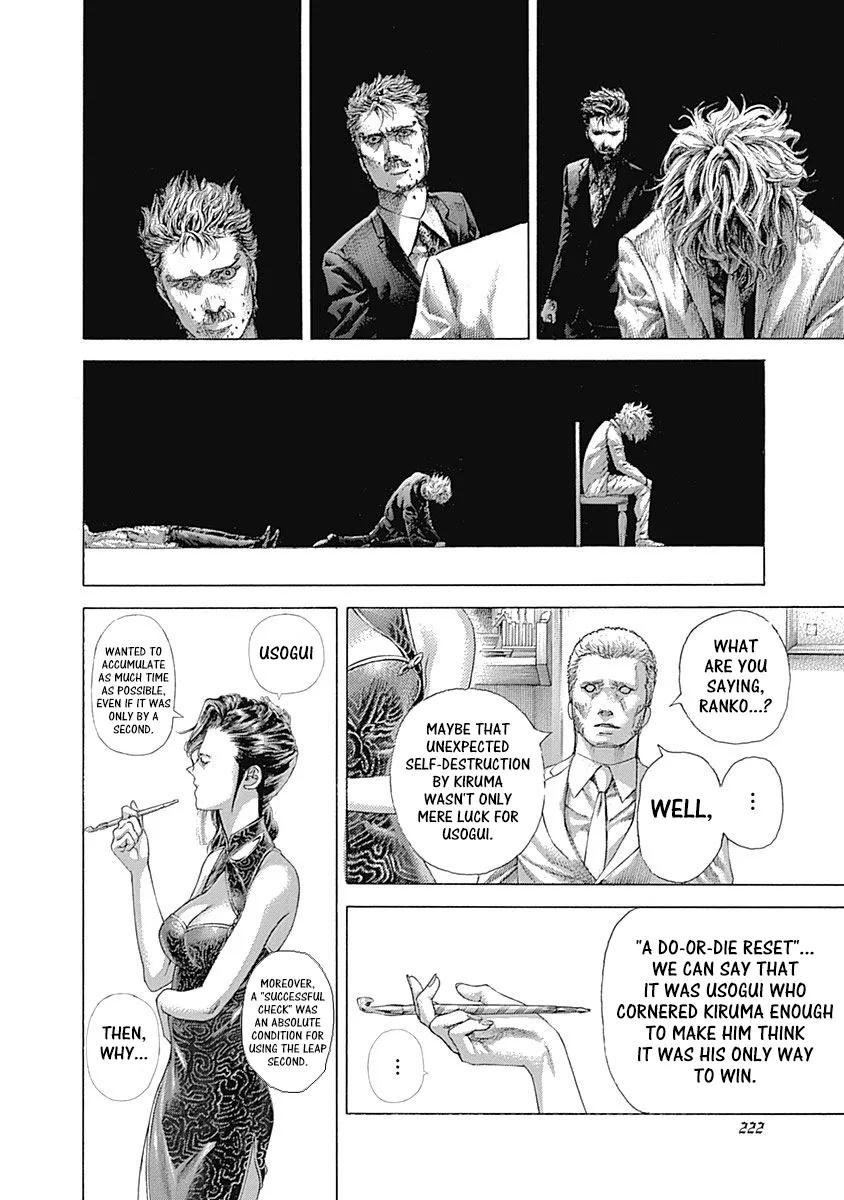 WHAT
ARE YOU
SAYING,
RANKO...?
...
WELL,
MAYBE THAT
UNEXPECTED
SELF-DESTRUCTION
BY KIRUMA
WASN'T ONLY
MERE LUCK FOR
USOGUI.
"A DO-OR-DIE RESET"...
WE CAN SAY THAT
IT WAS USOGUI WHO
CORNERED KIRUMA ENOUGH
TO MAKE HIM THINK
IT WAS HIS ONLY WAY
TO WIN.
...
USOGUI
WANTED TO
ACCUMULATE
AS MUCH TIME
AS POSSIBLE,
EVEN IF IT WAS
ONLY BY A
SECOND.
MOREOVER,
A "SUCCESSFUL
CHECK" WAS
AN ABSOLUTE
CONDITION FOR
USING THE LEAP
SECOND.
THEN,
WHY...
222